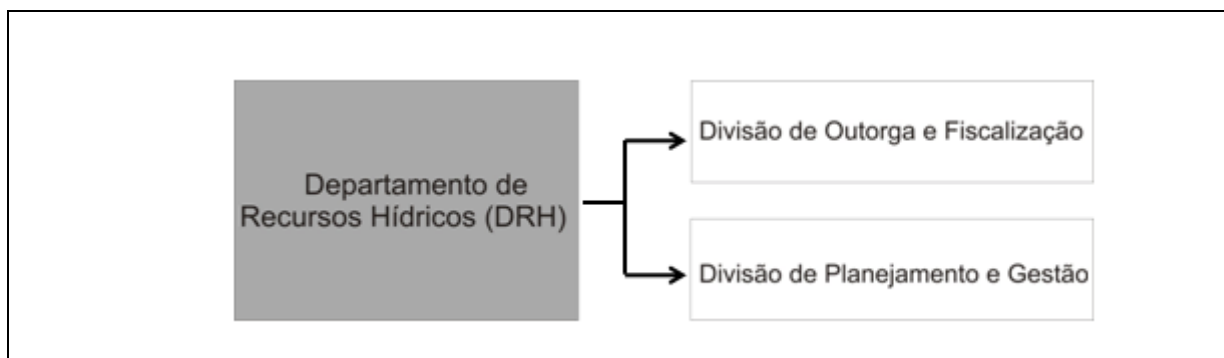 Departamento de
Recursos Hídricos (DRH)
Divisão de Outorga e Fiscalização
Divisão de Planejamento e Gestão